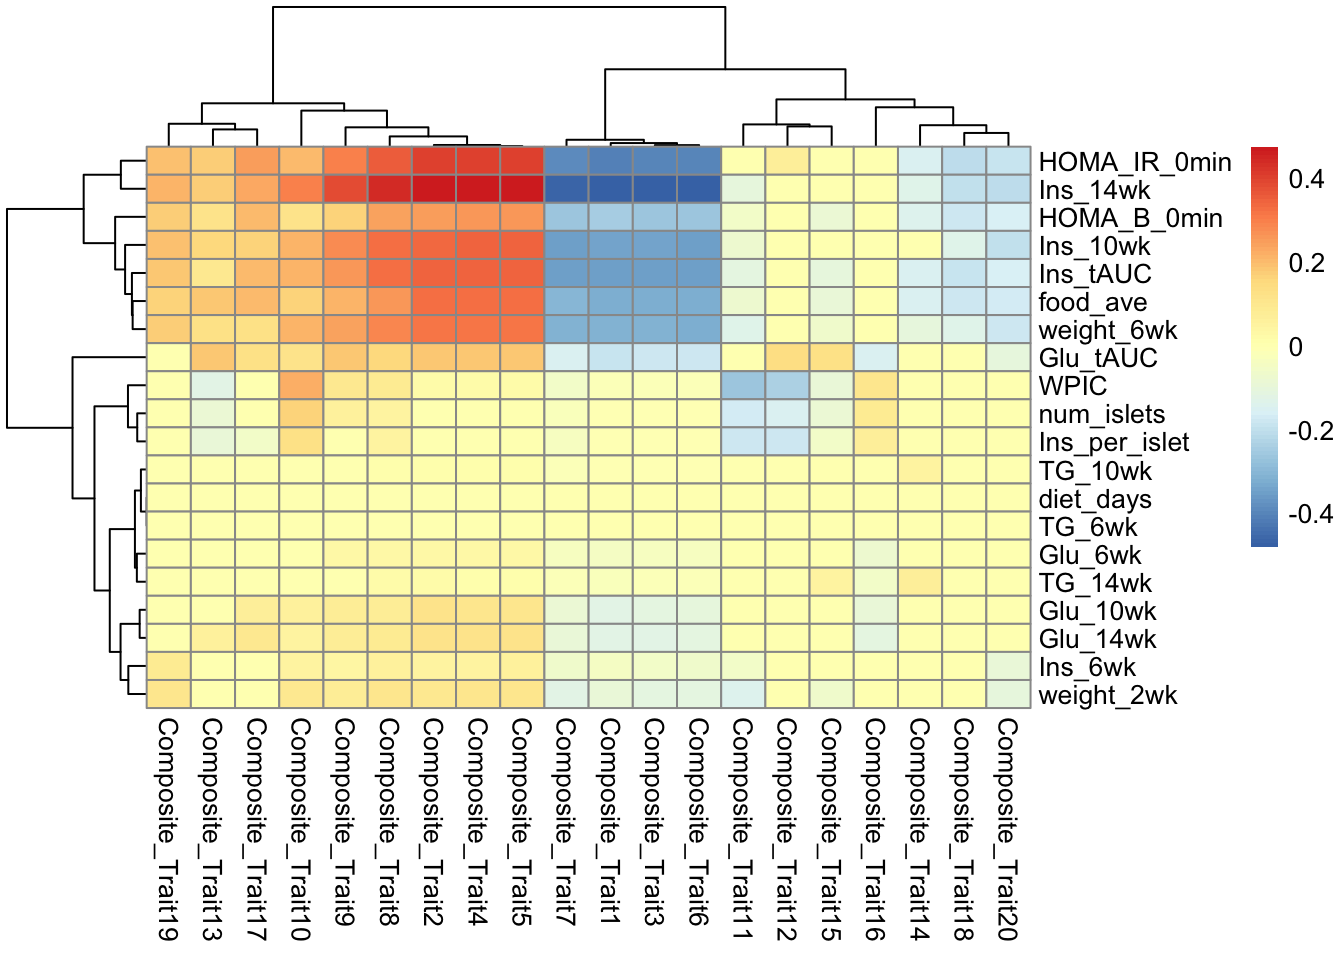 HOMA_IR_0min
Ins_14wk
HOMA_B_0min
Ins_10wk
Ins_tAUC
food_ave
weight_6wk
Glu_tAUC
WPIC
num_islets
Ins_per_islet
TG_10wk
diet_days
TG_6wk
Glu_6wk
TG_14wk
Glu_10wk
Glu_14wk
Ins_6wk
weight_2wk
0.4
0.2
0
-0.2
-0.4
Composite_Trait19
Composite_Trait13
Composite_Trait17
Composite_Trait10
Composite_Trait9
Composite_Trait8
Composite_Trait2
Composite_Trait4
Composite_Trait5
Composite_Trait7
Composite_Trait1
Composite_Trait3
Composite_Trait6
Composite_Trait11
Composite_Trait12
Composite_Trait15
Composite_Trait16
Composite_Trait14
Composite_Trait18
Composite_Trait20